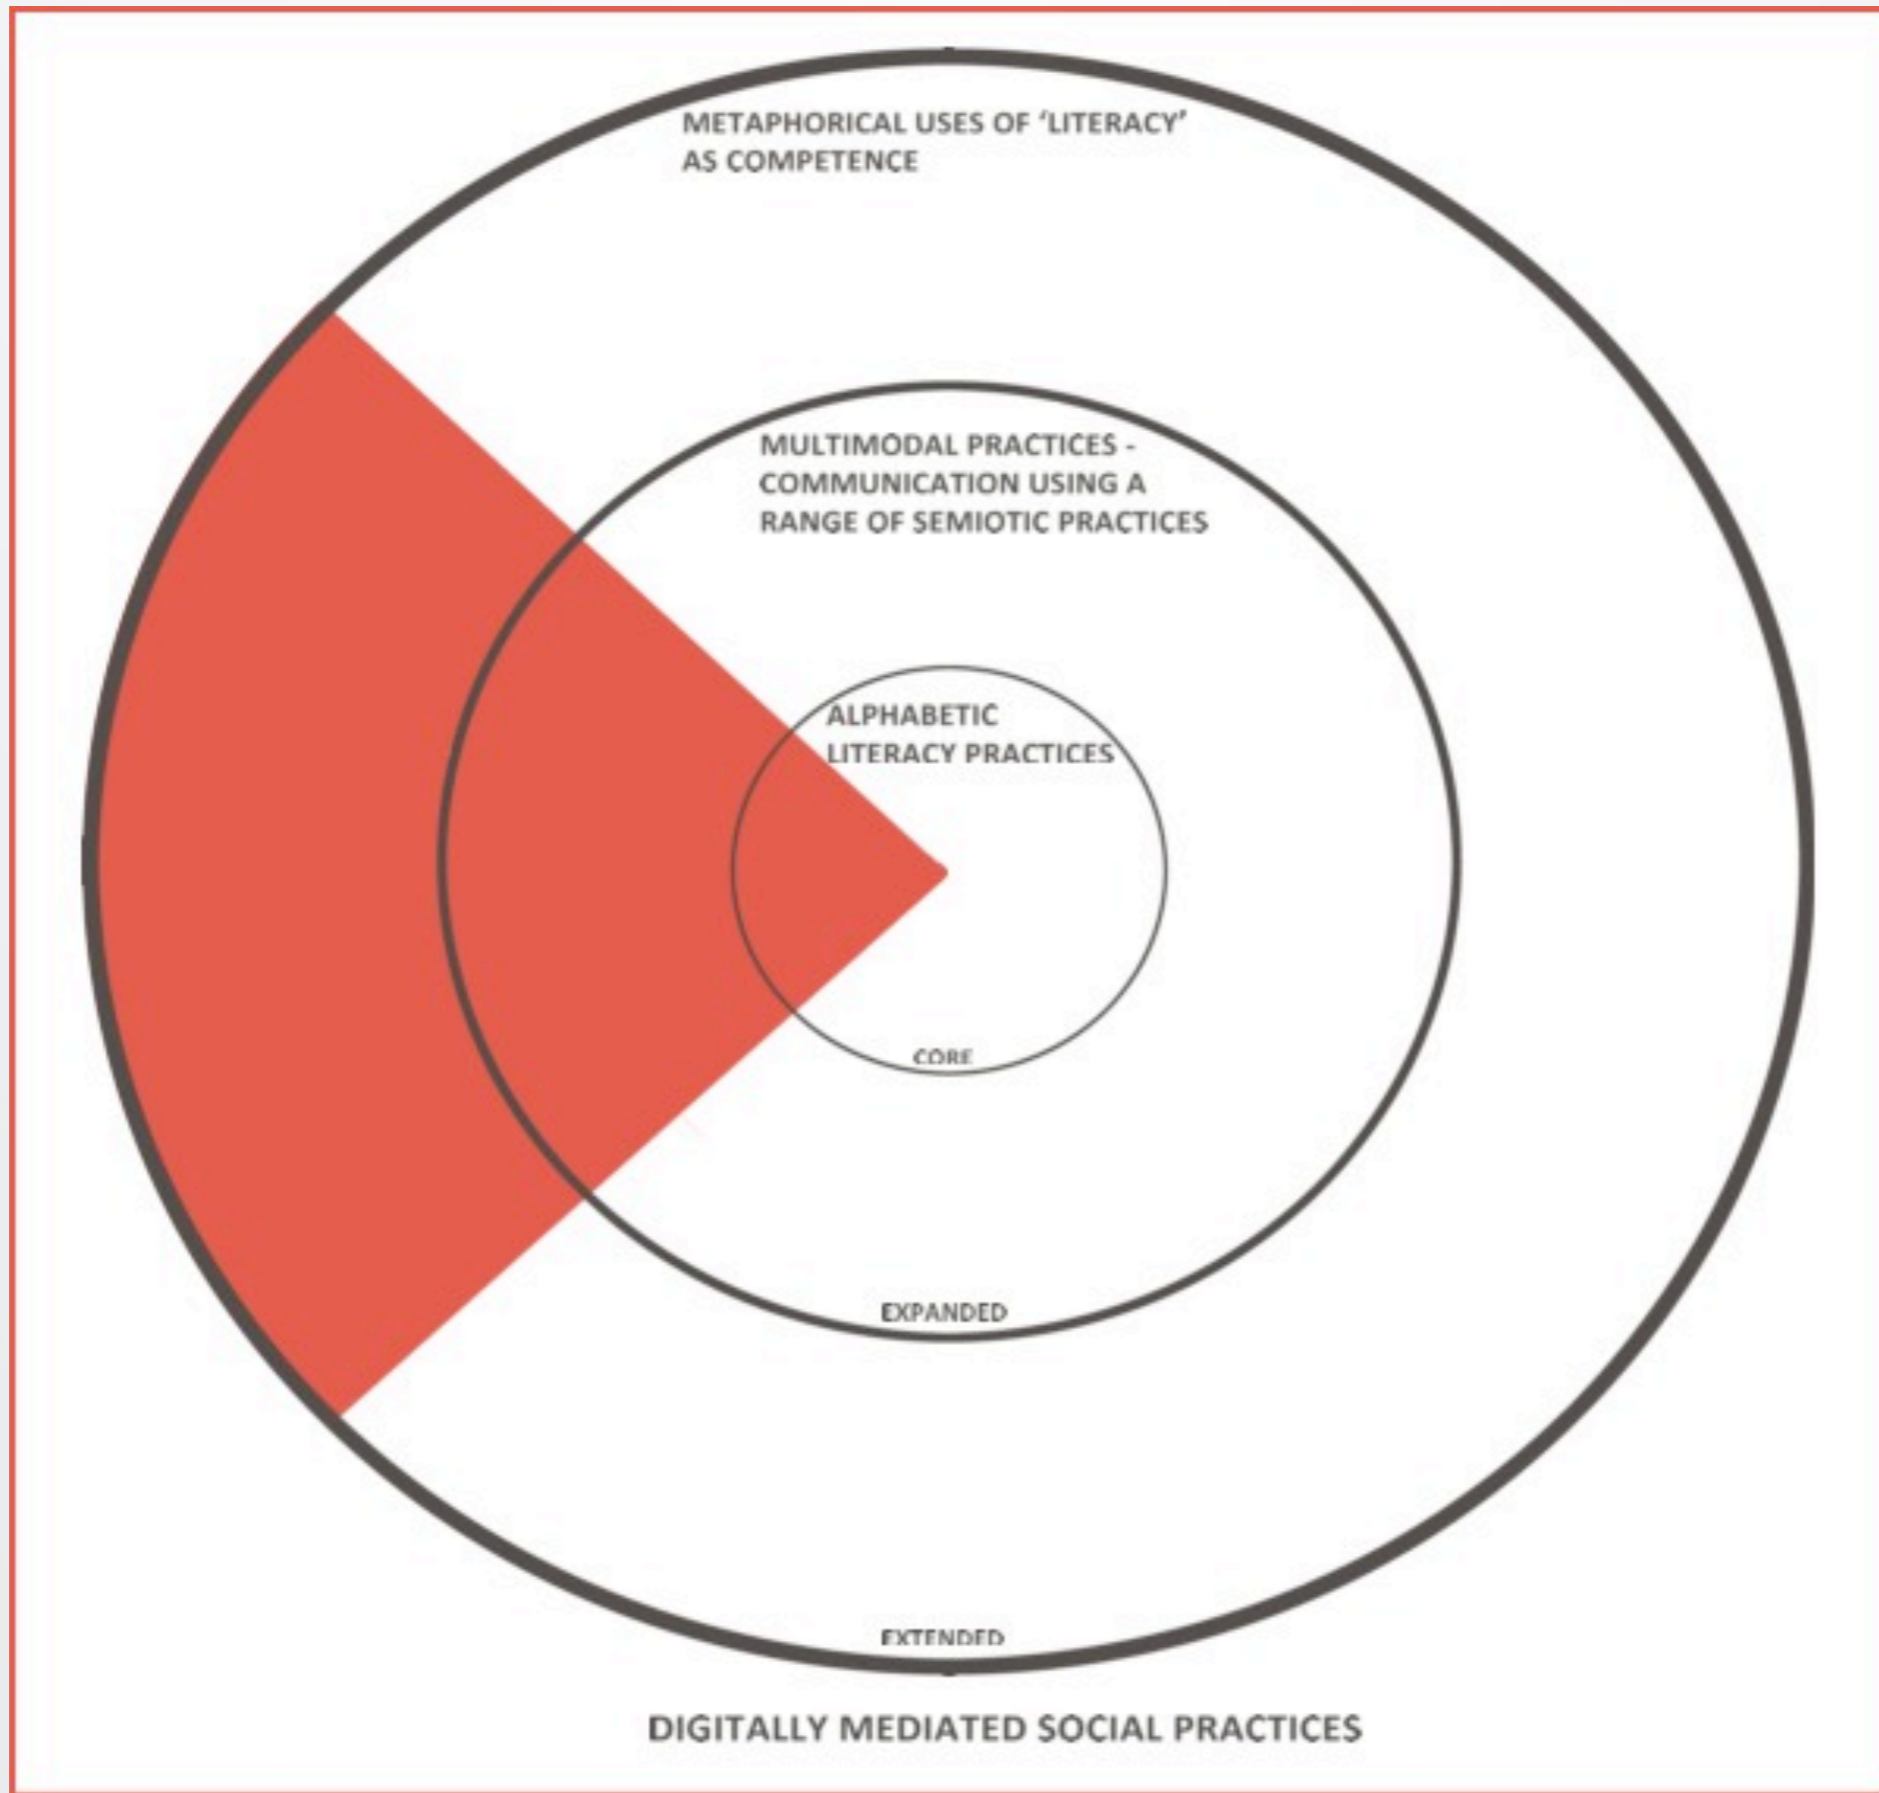 METAPHORICAL USES OF ‘LITERACY’
AS COMPETENCE
MULTIMODAL PRACTICES -
COMMUNICATION USING A
RANGE OF SEMIOTIC PRACTICES
ALPHABETIC
LITERACY PRACTICES
CORE
EXPANDED
EXTENDED
DIGITALLY MEDIATED SOCIAL PRACTICES